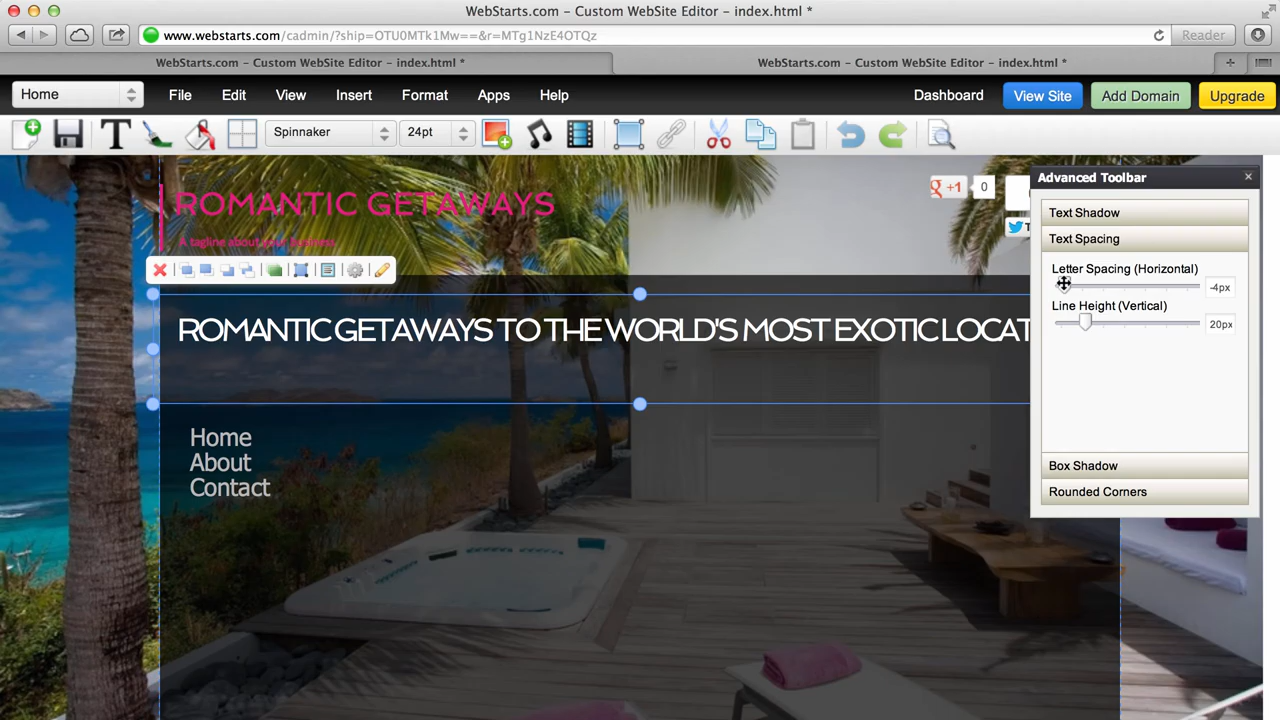 WebStarts.com – Custom WebSite Editor – index.html *
www.webstarts.com/cadmin/?ship=OTU0MTk1Mw==&r=MTg1NzE4OTQz
Reader
WebStarts.com – Custom WebSite Editor – index.html *
WebStarts.com – Custom WebSite Editor – index.html *
Home
File
Edit
View
Insert
Format
Apps
Help
Dashboard
View Site
Add Domain
Upgrade
T
Spinnaker
24pt
ROMANTIC GETAWAYS
A tagline about your business
g +1
0
Advanced Toolbar
Text Shadow
Text Spacing
Letter Spacing (Horizontal)
-4px
Line Height (Vertical)
20px
Box Shadow
Rounded Corners
ROMANTIC GETAWAYS TO THE WORLD'S MOST EXOTIC LOCAT
Home
About
Contact